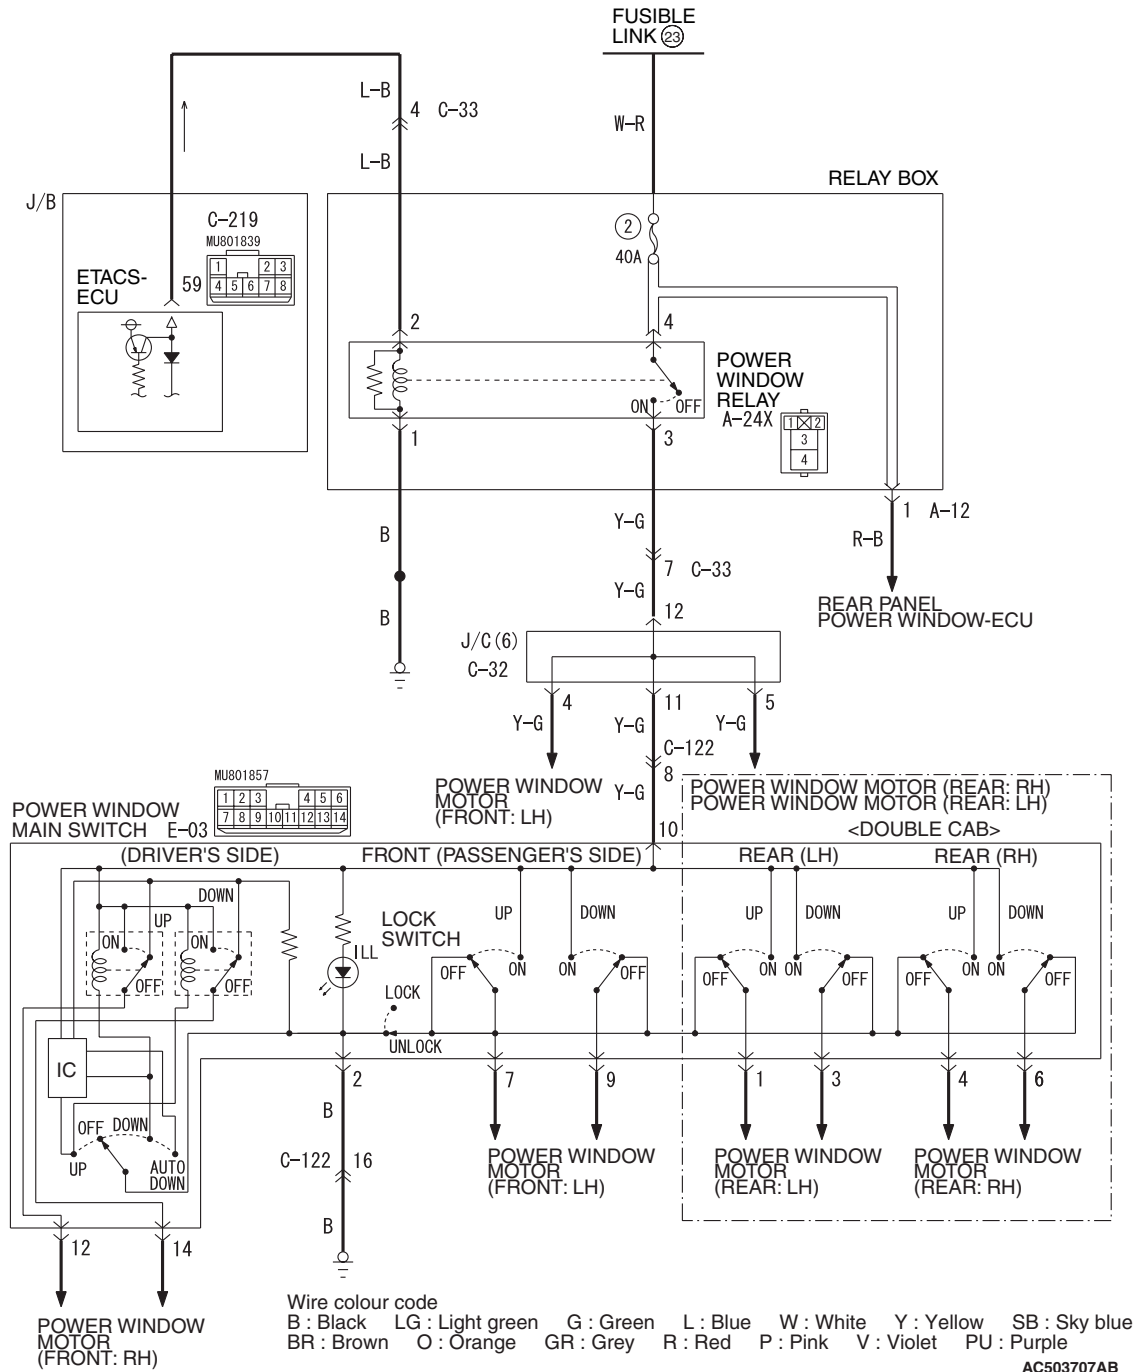 FUSIBLE
LINK 23
L-B
4 C-33
W-R
L-B
RELAY BOX
J/B
C-219
MU801839
1 2 3
4 5 6 7 8
59
ETACS-
ECU
2
40A
2
4
POWER
WINDOW
RELAY
A-24X
ON OFF
1 2
3
4
1
3
1 A-12
B
Y-G
R-B
7 C-33
Y-G
REAR PANEL
POWER WINDOW-ECU
B
12
J/C(6)
C-32
4
11
5
Y-G
Y-G
Y-G
C-122
8
POWER WINDOW
MOTOR
(FRONT: LH)
Y-G
POWER WINDOW MOTOR (REAR: RH)
POWER WINDOW MOTOR (REAR: LH)
MU801857
1 2 3 4 5 6
7 8 9 10 11 12 13 14
POWER WINDOW
MAIN SWITCH E-03
10
<DOUBLE CAB>
(DRIVER'S SIDE)
FRONT (PASSENGER'S SIDE)
REAR (LH)
REAR (RH)
DOWN
UP
ON
ON
OFF
OFF
ILL
LOCK
SWITCH
LOCK
UNLOCK
UP
DOWN
OFF
ON
ON
OFF
UP
DOWN
OFF
ON
ON
OFF
UP
DOWN
OFF
ON
ON
OFF
IC
OFF
DOWN
UP
AUTO
DOWN
2
7
9
1
3
4
6
B
C-122
16
B
POWER WINDOW
MOTOR
(FRONT: LH)
POWER WINDOW
MOTOR
(REAR: LH)
POWER WINDOW
MOTOR
(REAR: RH)
12
14
POWER WINDOW
MOTOR
(FRONT: RH)
Wire colour code
B : Black LG : Light green G : Green L : Blue W : White Y : Yellow SB : Sky blue
BR : Brown O : Orange GR : Grey R : Red P : Pink V : Violet PU : Purple
AC503707AB